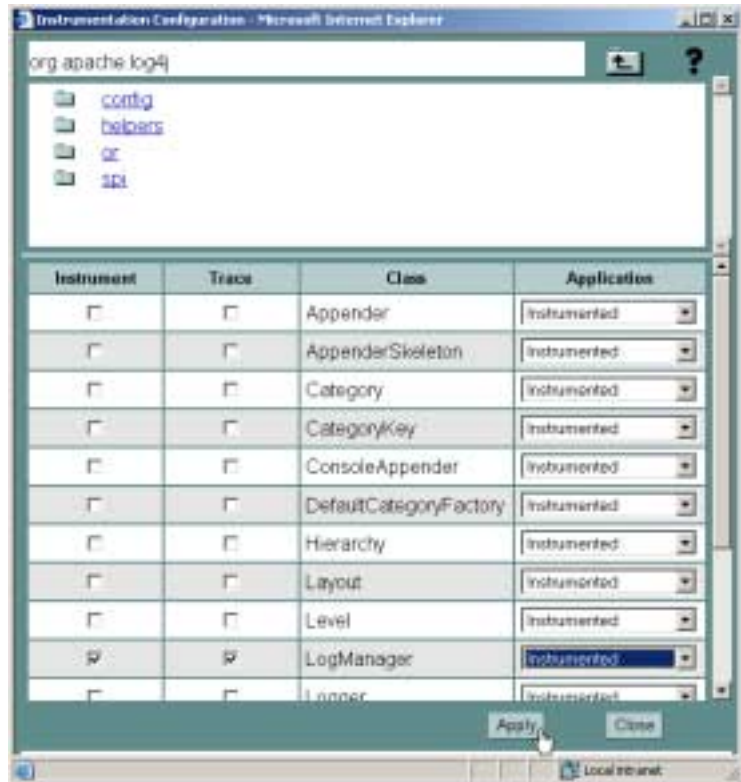 Instrumentation Configuration - Microsoft Internet Explorer
org apache log4j
?
config
helpers
or
spi
Instrument Trace Class Application
Appender Instrumented
AppenderSkeleton Instrumented
Category Instrumented
CategoryKey Instrumented
ConsoleAppender Instrumented
DefaultCategoryFactory Instrumented
Hierarchy Instrumented
Layout Instrumented
Level Instrumented
LogManager Instrumented
Logger Instrumented
Apply Close
Local intranet